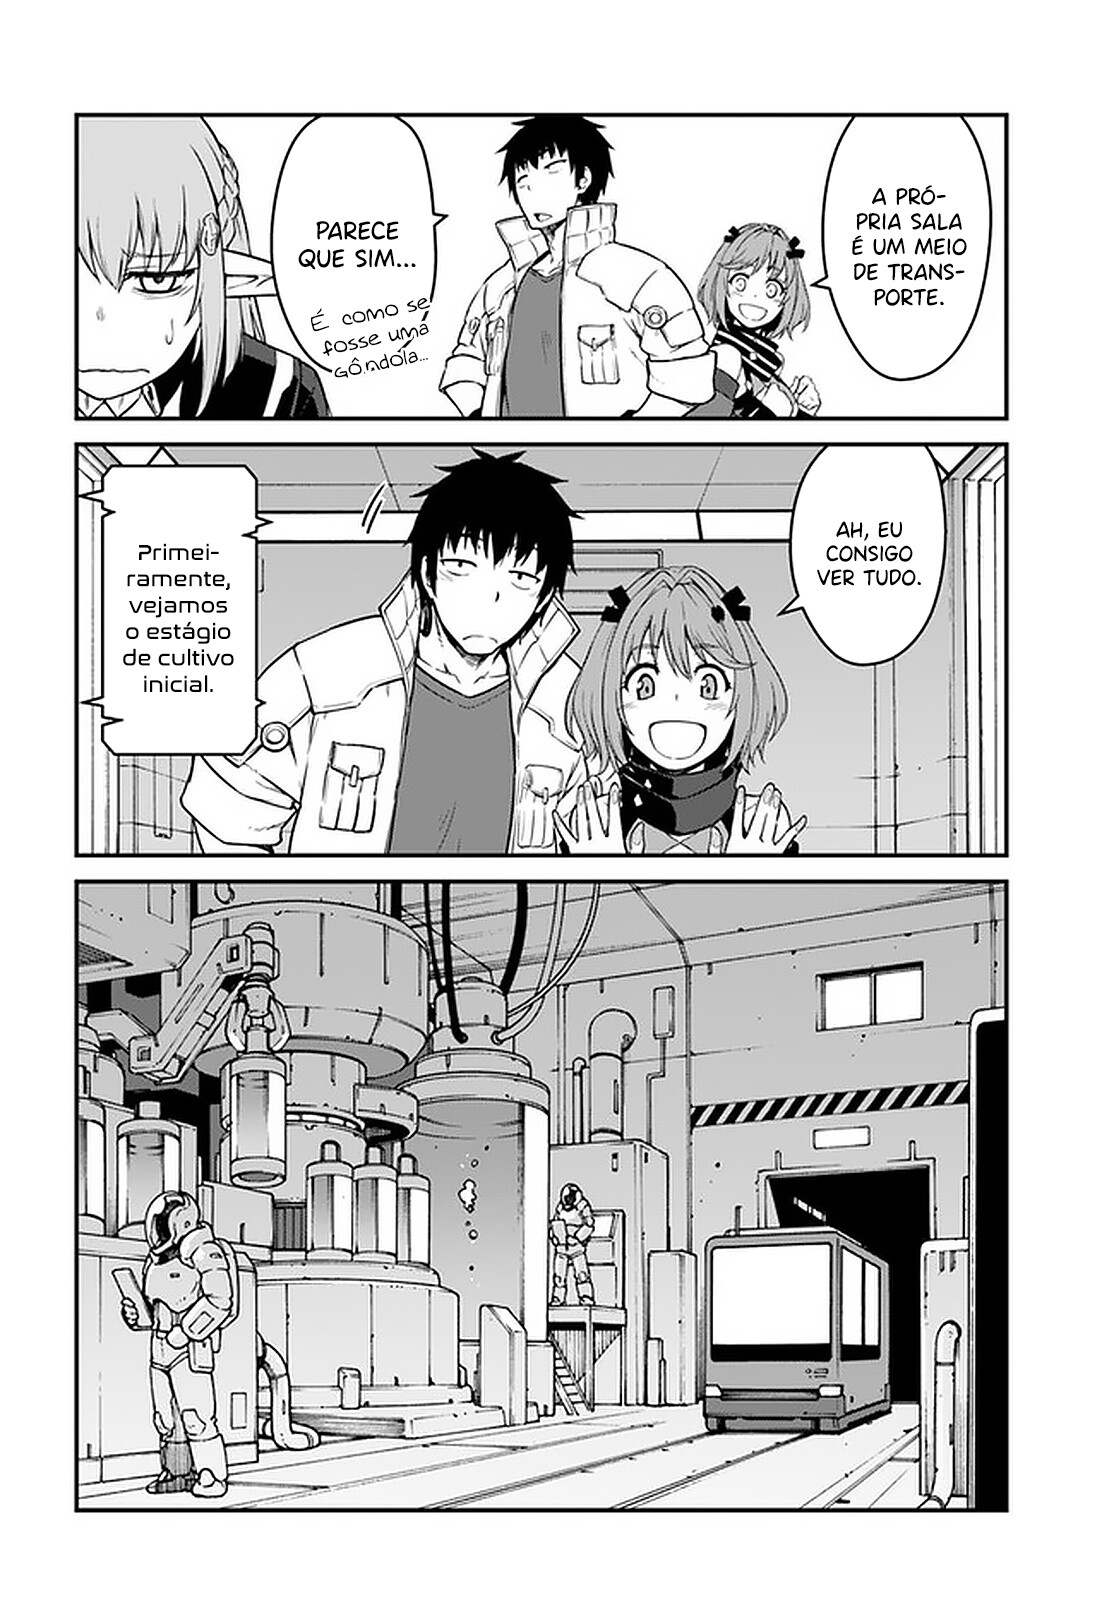 A PRÓ-
PRIA SALA
É UM MEIO
DE TRANS-
PORTE.
PARECE
QUE SIM...
É como se
fosse uma
Gôndola...
AH, EU
CONSIGO
VER TUDO.
Primei-
ramente,
vejamos
o estágio
de cultivo
inicial.